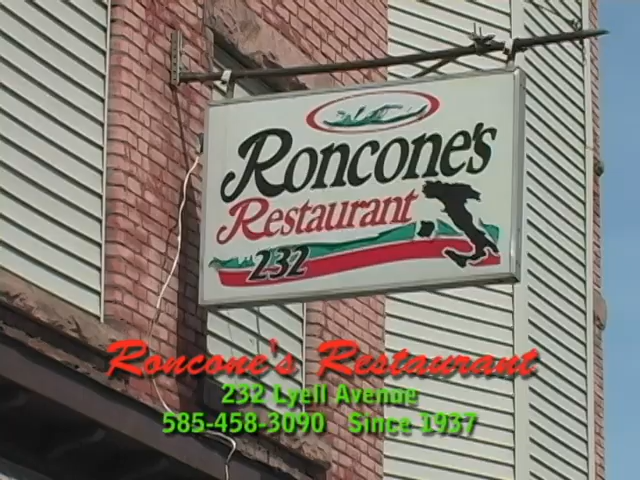 Roncone's
Restaurant
232
Roncone's Restaurant
232 Lyell Avenue
585-458-3090 Since 1937